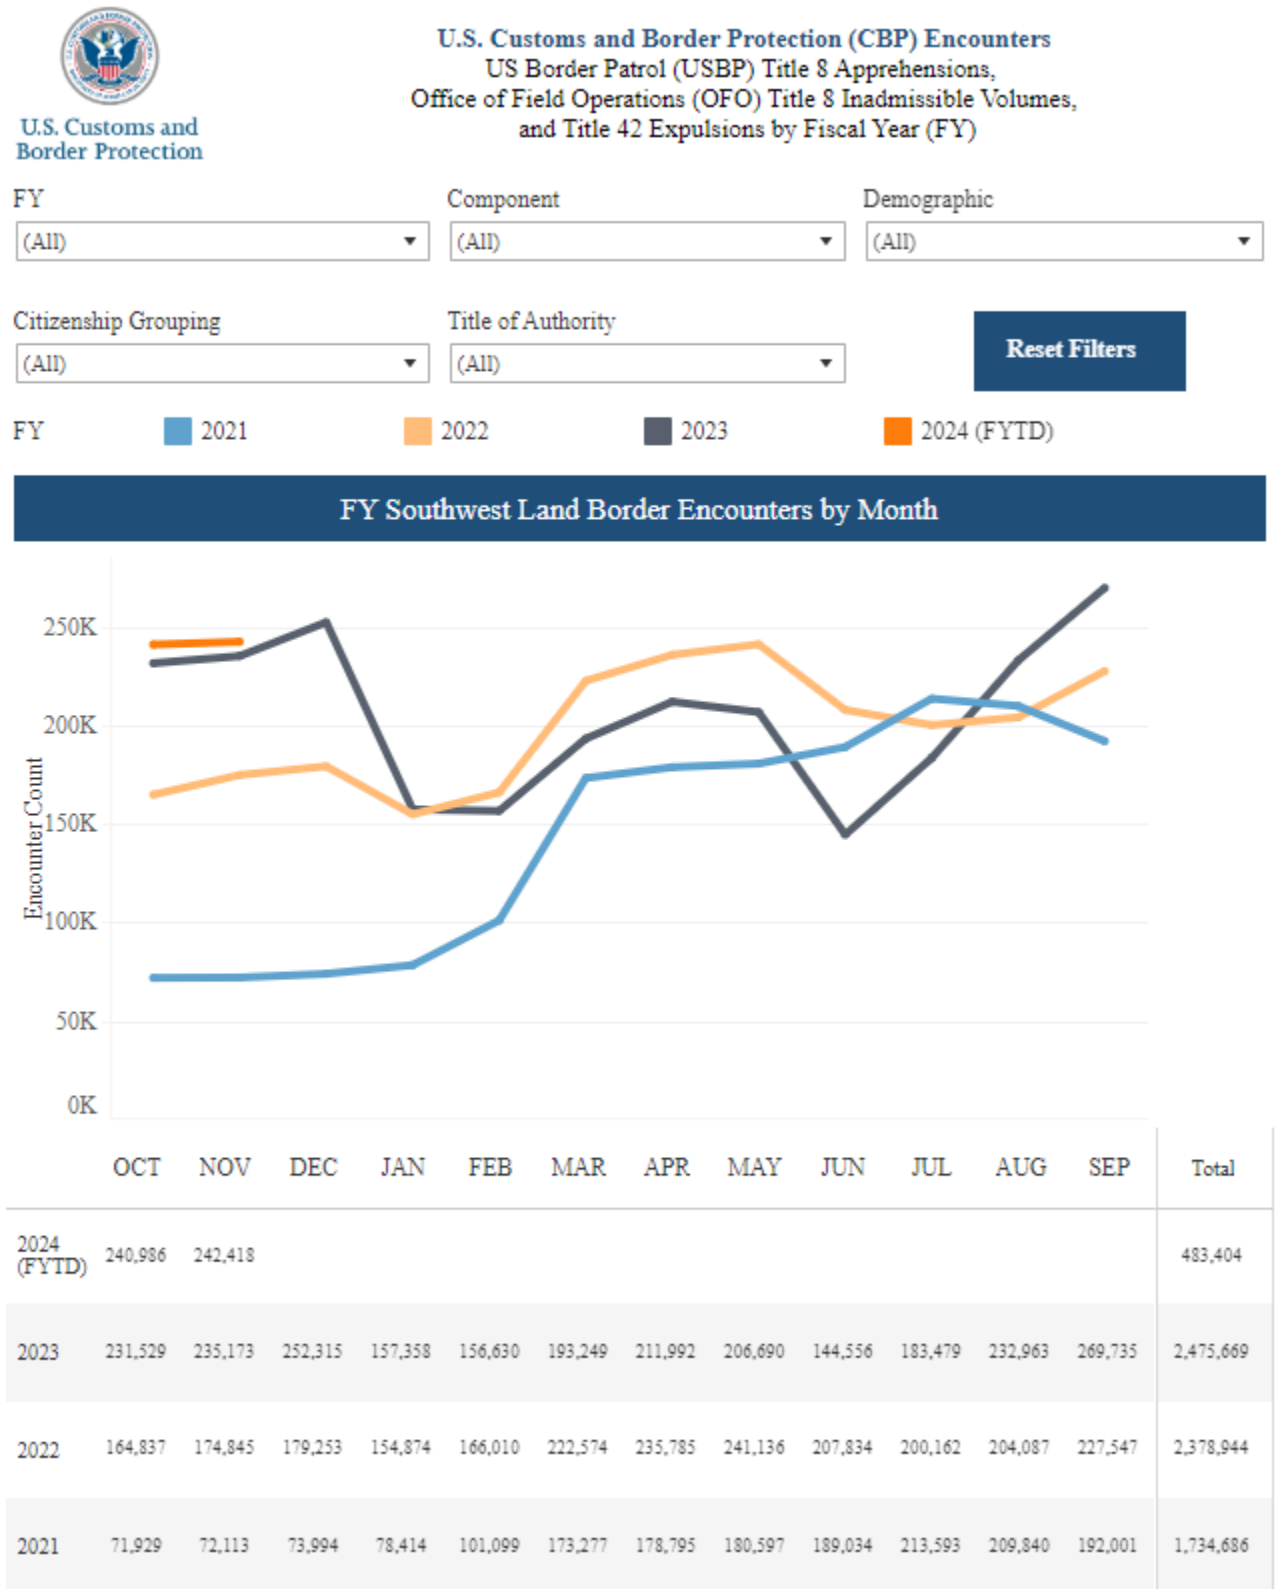 U.S. Customs and
Border Protection
U.S. Customs and Border Protection (CBP) Encounters
US Border Patrol (USBP) Title 8 Apprehensions,
Office of Field Operations (OFO) Title 8 Inadmissible Volumes,
and Title 42 Expulsions by Fiscal Year (FY)
FY Component Demographic
(All) (All) (All)
Citizenship Grouping Title of Authority
(All) (All) Reset Filters
FY 2021 2022 2023 2024 (FYTD)
FY Southwest Land Border Encounters by Month
Encounter Count
250K
200K
150K
100K
50K
0K
OCT NOV DEC JAN FEB MAR APR MAY JUN JUL AUG SEP Total
2024
(FYTD) 240,986 242,418 483,404
2023 231,529 235,173 252,315 157,358 156,630 193,249 211,992 206,690 144,556 183,479 232,963 269,735 2,475,669
2022 164,837 174,845 179,253 154,874 166,010 222,574 235,785 241,136 207,834 200,162 204,087 227,547 2,378,944
2021 71,929 72,113 73,994 78,414 101,099 173,277 178,795 180,597 189,034 213,593 209,840 192,001 1,734,686